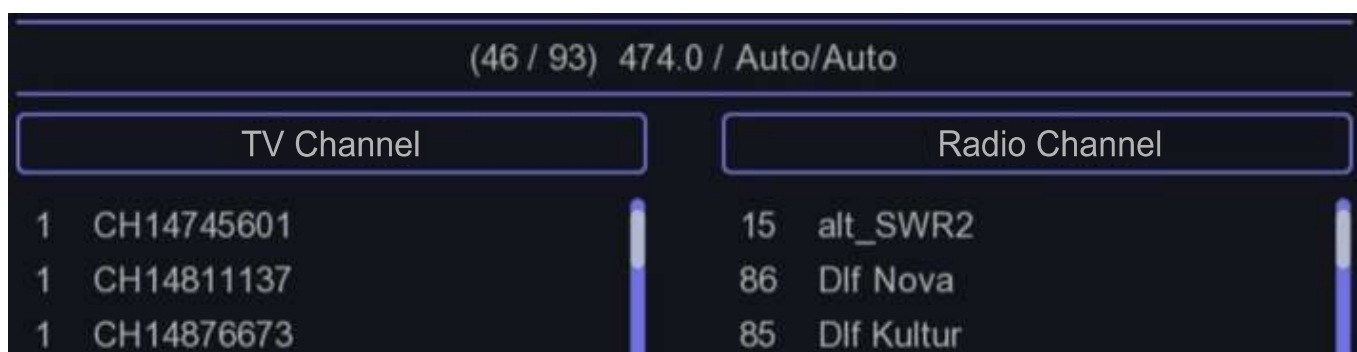 (46 / 93) 474.0 / Auto/Auto
TV Channel
Radio Channel
1 CH14745601
1 CH14811137
1 CH14876673
15 alt_SWR2
86 Dlf Nova
85 Dlf Kultur